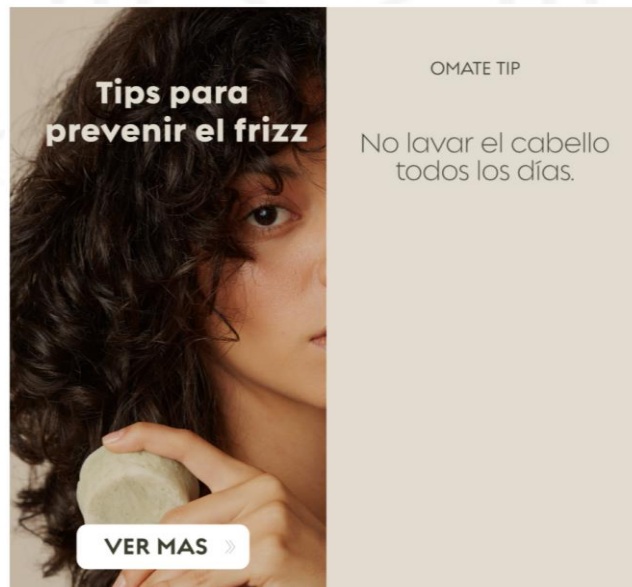 Tips para
prevenir el frizz
VER MAS »
OMATE TIP
No lavar el cabello
todos los días.